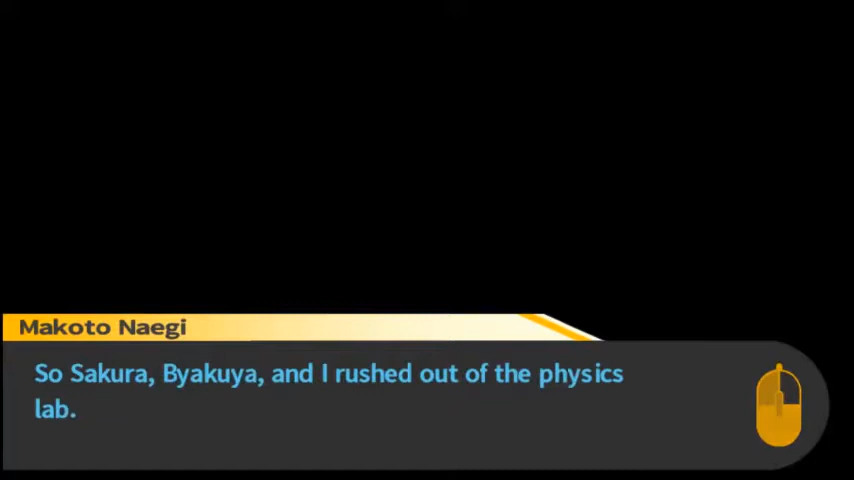 Makoto Naegi
So Sakura, Byakuya, and I rushed out of the physics
lab.